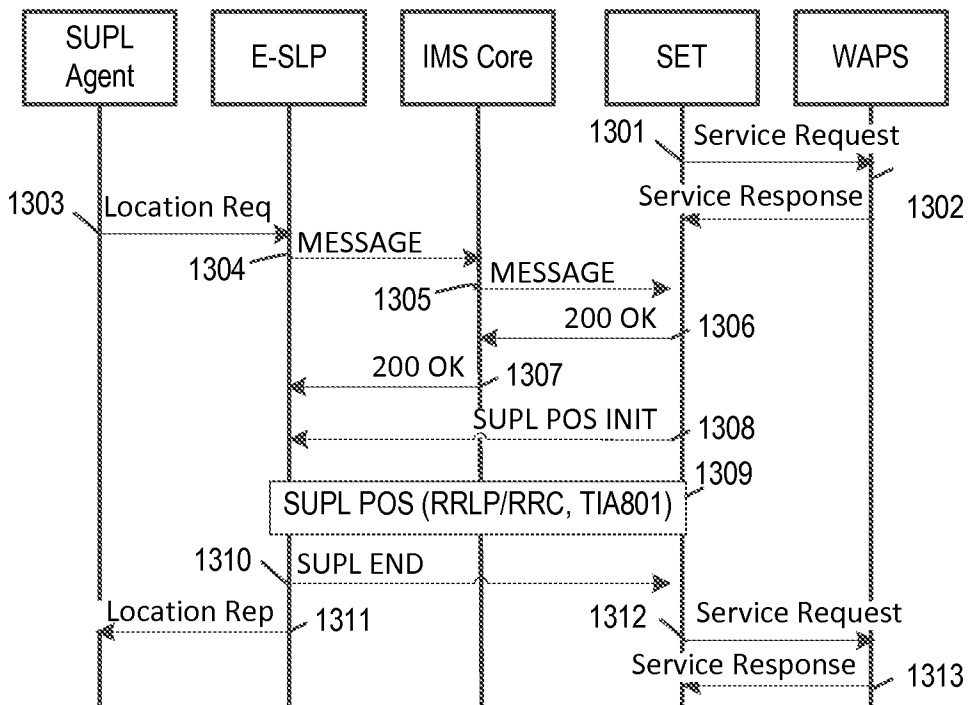 SUPL
Agent
E-SLP
IMS Core
SET
WAPS
1301
Service Request
Service Response
1302
1303
Location Req
1304
MESSAGE
1305
MESSAGE
200 OK
1306
200 OK
1307
SUPL POS INIT
1308
1309
SUPL POS (RRLP/RRC, TIA801)
1310
SUPL END
Location Rep
1311
1312
Service Request
Service Response
1313